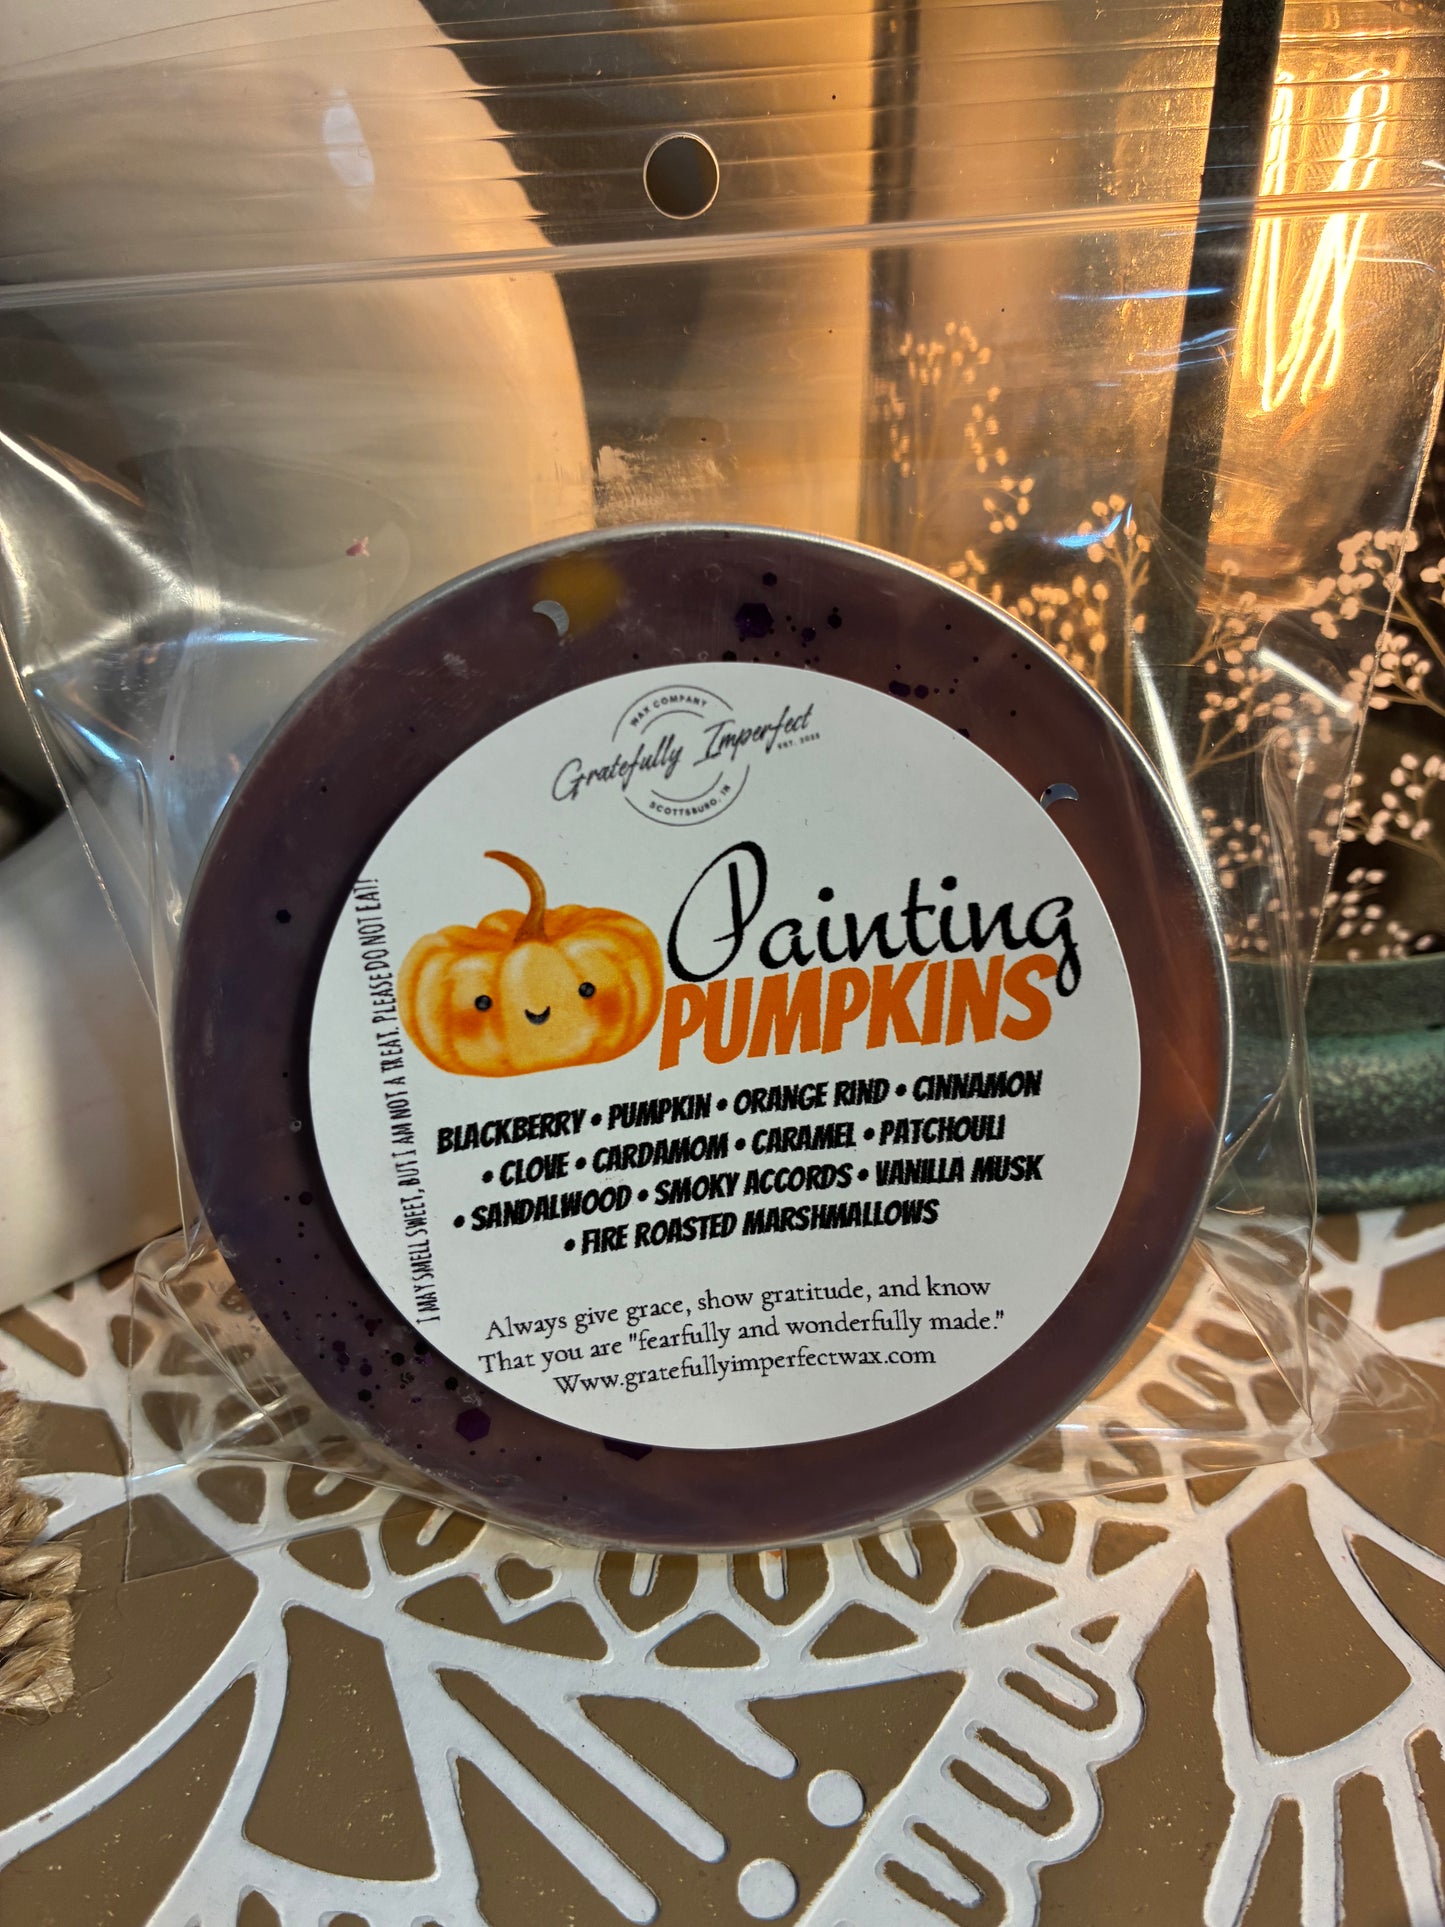 WAX COMPANY
Gratefully Imperfect
EST. 2022
SCOTTSBURG, IN
Painting
PUMPKINS
BLACKBERRY • PUMPKIN • ORANGE RIND • CINNAMON
• CLOVE • CARDAMOM • CARAMEL • PATCHOULI
• SANDALWOOD • SMOKY ACCORDS • VANILLA MUSK
• FIRE ROASTED MARSHMALLOWS
Always give grace, show gratitude, and know
That you are "fearfully and wonderfully made."
Www.gratefullyimperfectwax.com
I MAY SMELL SWEET, BUT I AM NOT A TREAT. PLEASE DO NOT EAT!